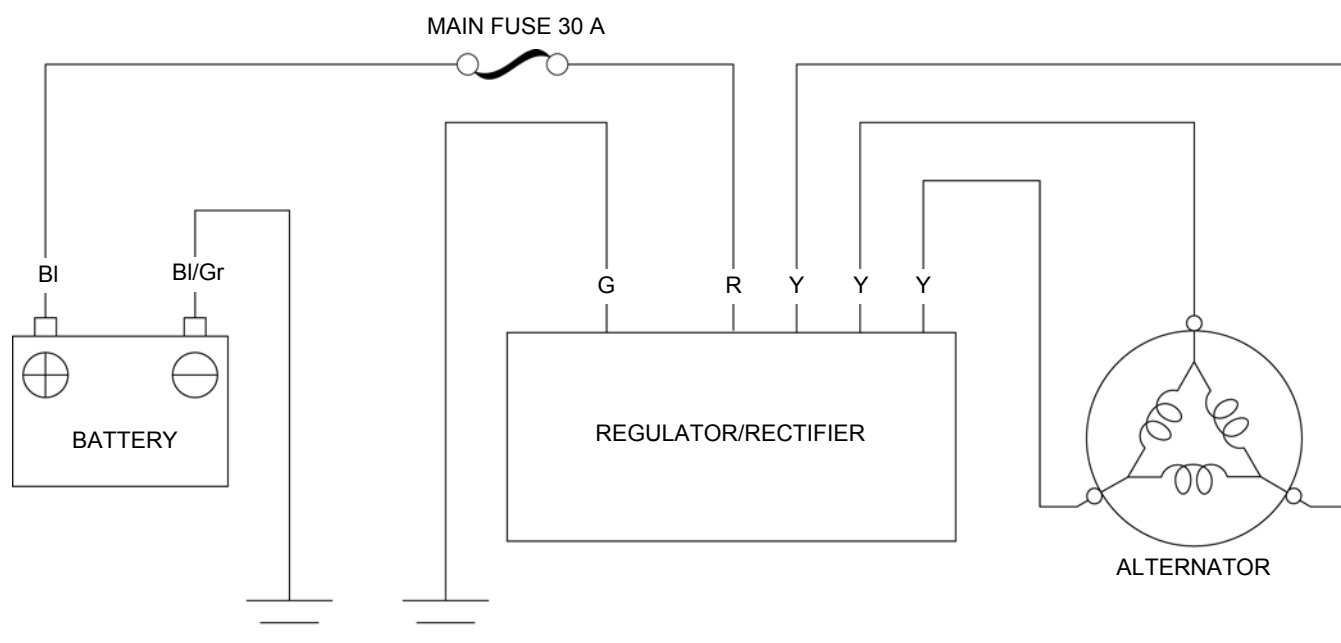 MAIN FUSE 30 A
Bl
Bl/Gr
G
R
Y
Y
Y
BATTERY
REGULATOR/RECTIFIER
ALTERNATOR